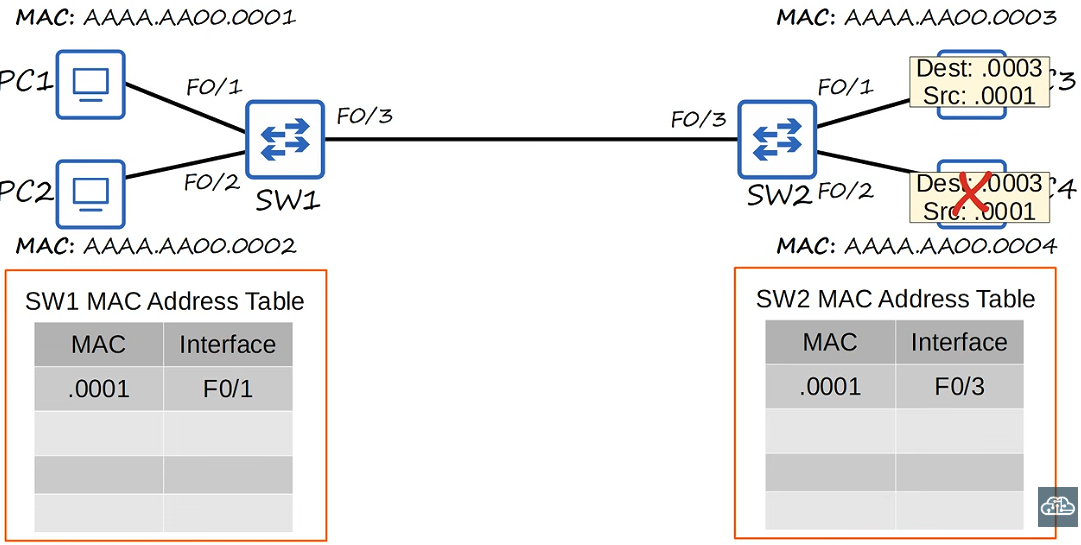 MAC: AAAA.AA00.0001
MAC: AAAA.AA00.0003
PC1
F0/1
F0/3
F0/3
F0/1
Dest: .0003
Src: .0001
C3
PC2
F0/2
SW1
SW2
F0/2
Dest: .0003
Src: .0001
C4
MAC: AAAA.AA00.0002
MAC: AAAA.AA00.0004
SW1 MAC Address Table
MAC Interface
.0001 F0/1
SW2 MAC Address Table
MAC Interface
.0001 F0/3